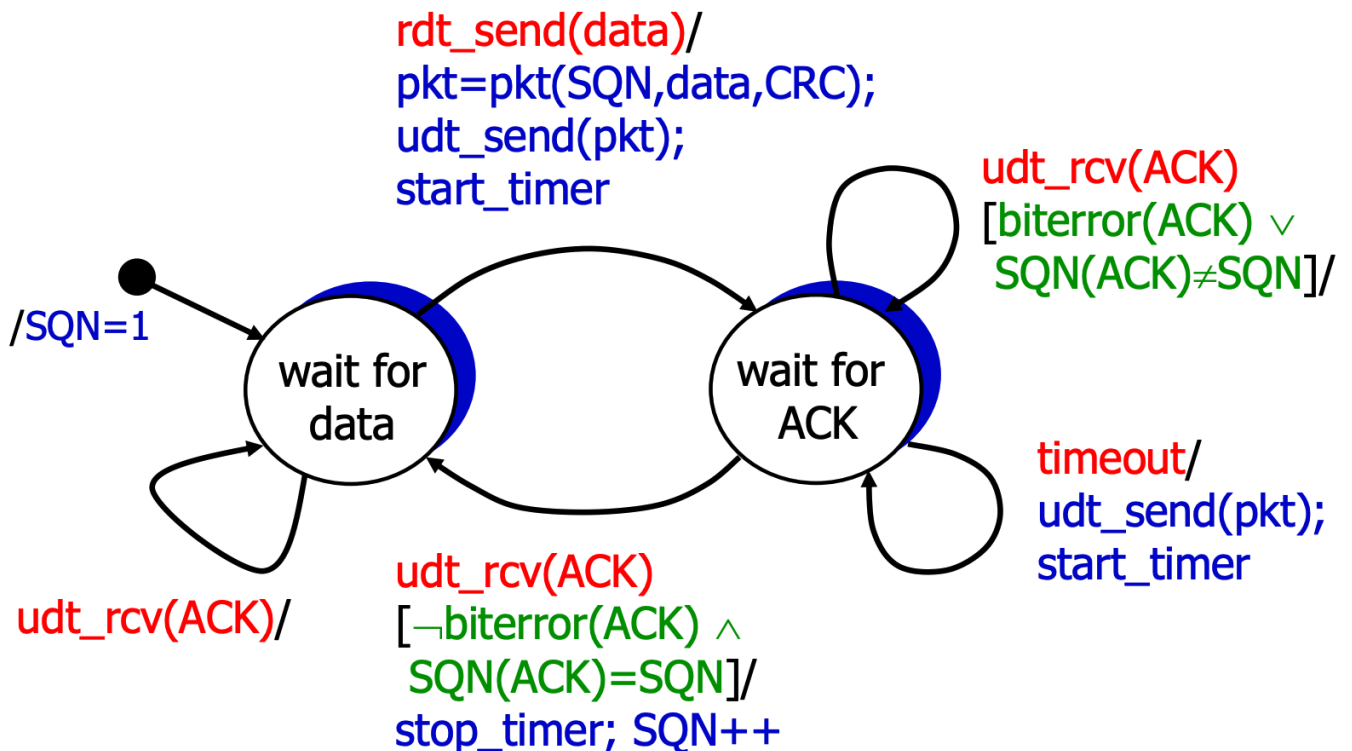 rdt_send(data)/
pkt=pkt(SQN,data,CRC);
udt_send(pkt);
start_timer
udt_rcv(ACK)
[biterror(ACK) ∨
SQN(ACK)≠SQN]/
/SQN=1
wait for
data
wait for
ACK
timeout/
udt_send(pkt);
start_timer
udt_rcv(ACK)/
udt_rcv(ACK)
[¬biterror(ACK) ∧
SQN(ACK)=SQN]/
stop_timer; SQN++